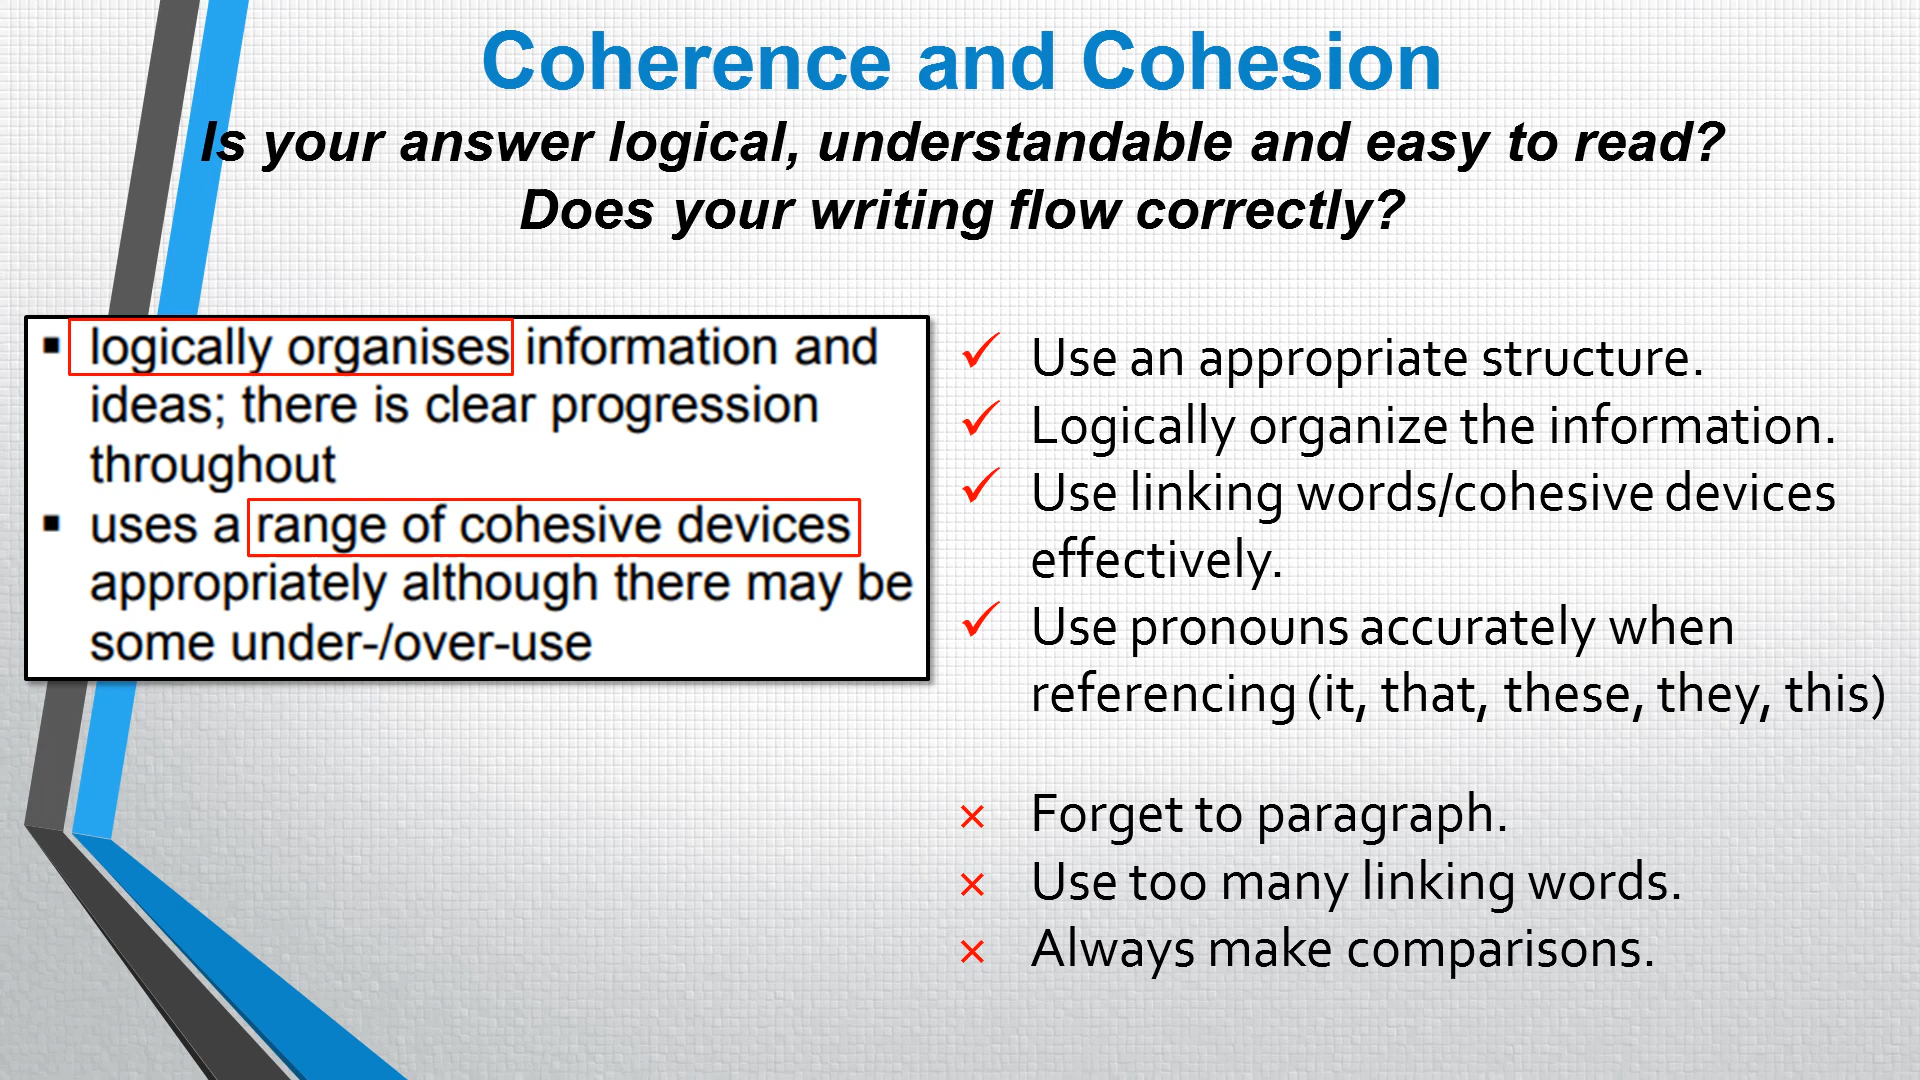 Coherence and Cohesion
Is your answer logical, understandable and easy to read?
Does your writing flow correctly?
▪ logically organises information and
ideas; there is clear progression
throughout
▪ uses a range of cohesive devices
appropriately although there may be
some under-/over-use
✓ Use an appropriate structure.
✓ Logically organize the information.
✓ Use linking words/cohesive devices
effectively.
✓ Use pronouns accurately when
referencing (it, that, these, they, this)
× Forget to paragraph.
× Use too many linking words.
× Always make comparisons.